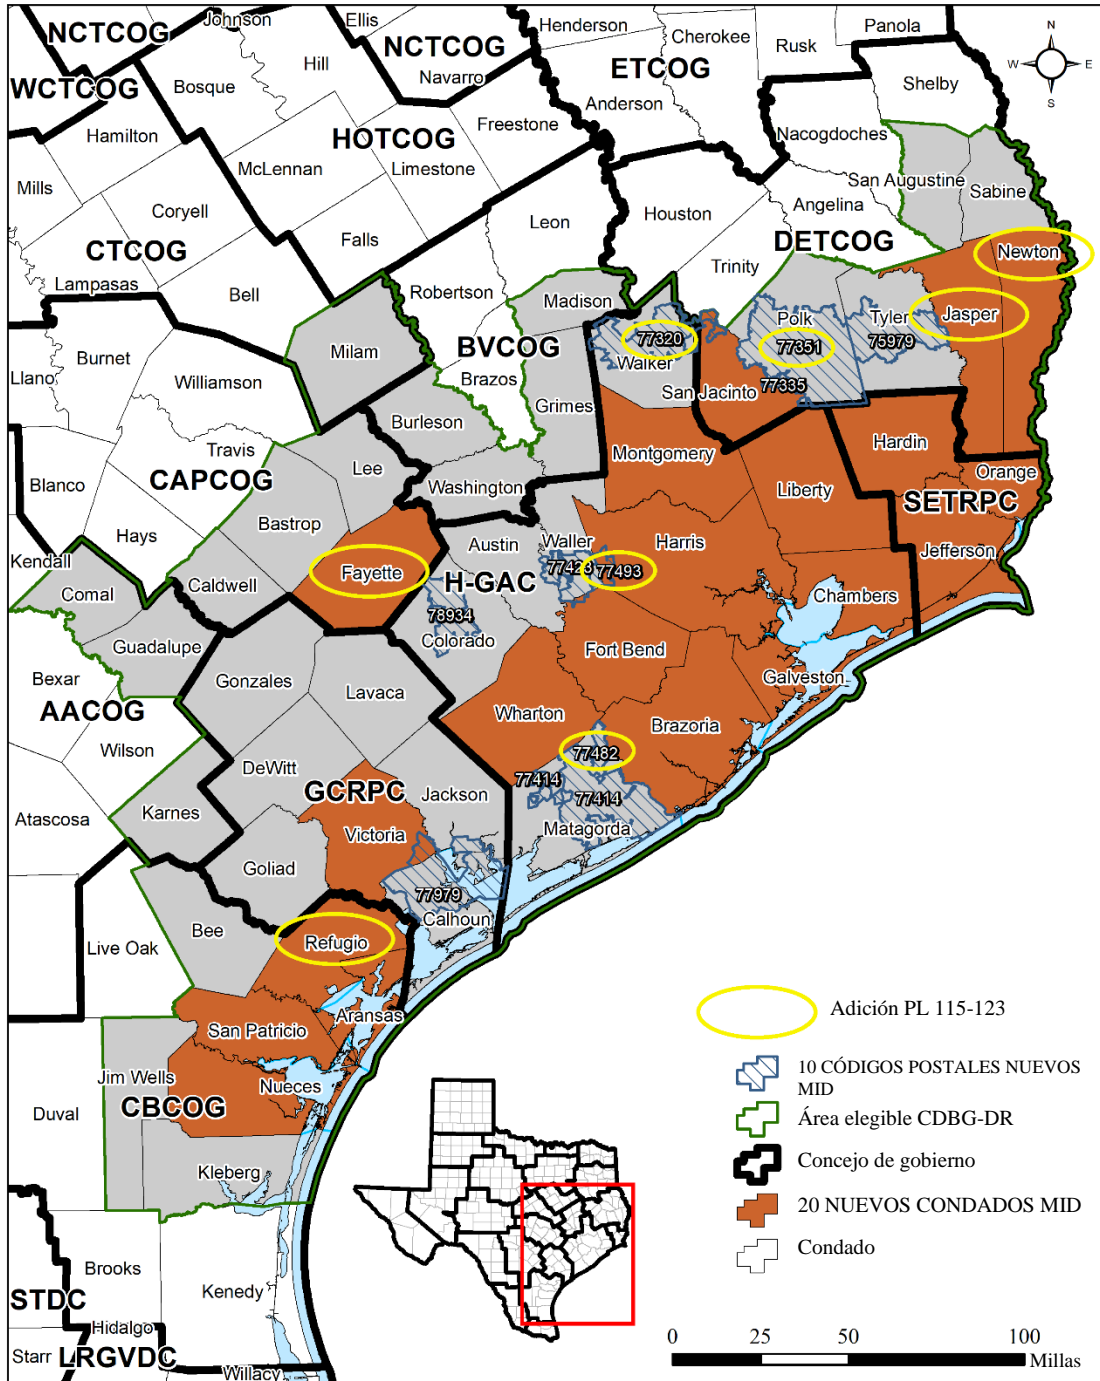 Johnson
Ellis
Henderson
Cherokee
Panola
NCTCOG
NCTCOG
Hill
Rusk
N
W
E
S
Navarro
ETCOG
WCTCOG
Bosque
Shelby
Anderson
Freestone
Nacogdoches
Hamilton
HOTCOG
McLennan
Limestone
San Augustine
Sabine
Mills
Coryell
Leon
Houston
Angelina
CTCOG
Falls
DETCOG
Newton
Lampasas
Bell
Robertson
Madison
Trinity
Polk
Tyler
Jasper
77320
77351
75979
Burnet
Milam
BVCOG
Walker
Llano
Williamson
Brazos
San Jacinto
77335
Grimes
Burleson
Travis
Montgomery
Hardin
Lee
Orange
Blanco
CAPCOG
Washington
Liberty
SETRPC
Bastrop
Hays
Austin
Waller
Harris
Jefferson
Kendall
Fayette
H-GAC
77423
77493
Comal
Caldwell
Chambers
78934
Guadalupe
Colorado
Fort Bend
Bexar
Gonzales
Lavaca
Galveston
AACOG
Wharton
Brazoria
Wilson
DeWitt
77482
GCRPC
Jackson
77414
77414
Atascosa
Karnes
Victoria
Matagorda
Goliad
77979
Calhoun
Bee
Live Oak
Refugio
Aransas
San Patricio
Jim Wells
Nueces
Duval
CBCOG
Kleberg
Brooks
Kenedy
STDC
Hidalgo
Starr
LRGVDC
Willacy
Adición PL 115-123
10 CÓDIGOS POSTALES NUEVOS
MID
Área elegible CDBG-DR
Concejo de gobierno
20 NUEVOS CONDADOS MID
Condado
0 25 50 100
Millas